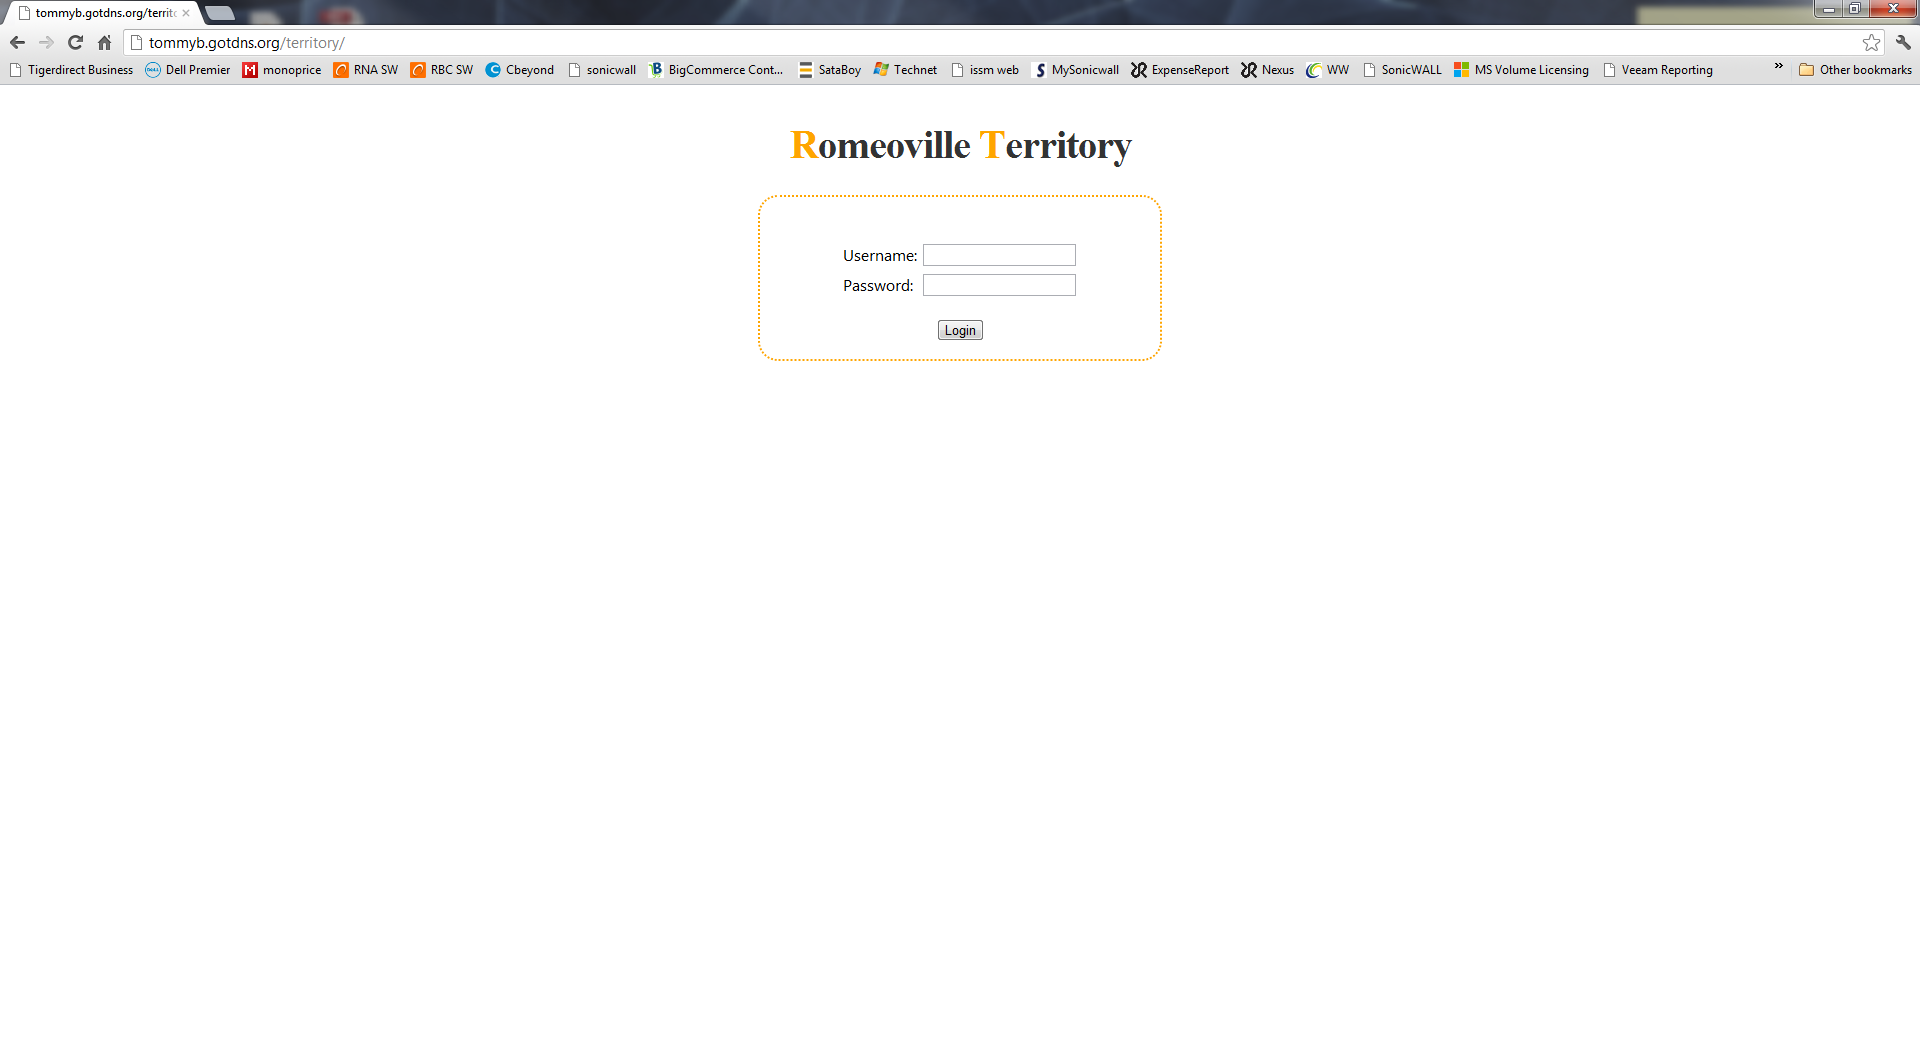 tommyb.gotdns.org/territ
tommyb.gotdns.org/territory/
Tigerdirect Business Dell Premier monoprice RNA SW RBC SW Cbeyond sonicwall BigCommerce Cont... SataBoy Technet issm web MySonicwall ExpenseReport Nexus WW SonicWALL MS Volume Licensing Veeam Reporting » Other bookmarks
Romeoville Territory
Username:
Password:
Login